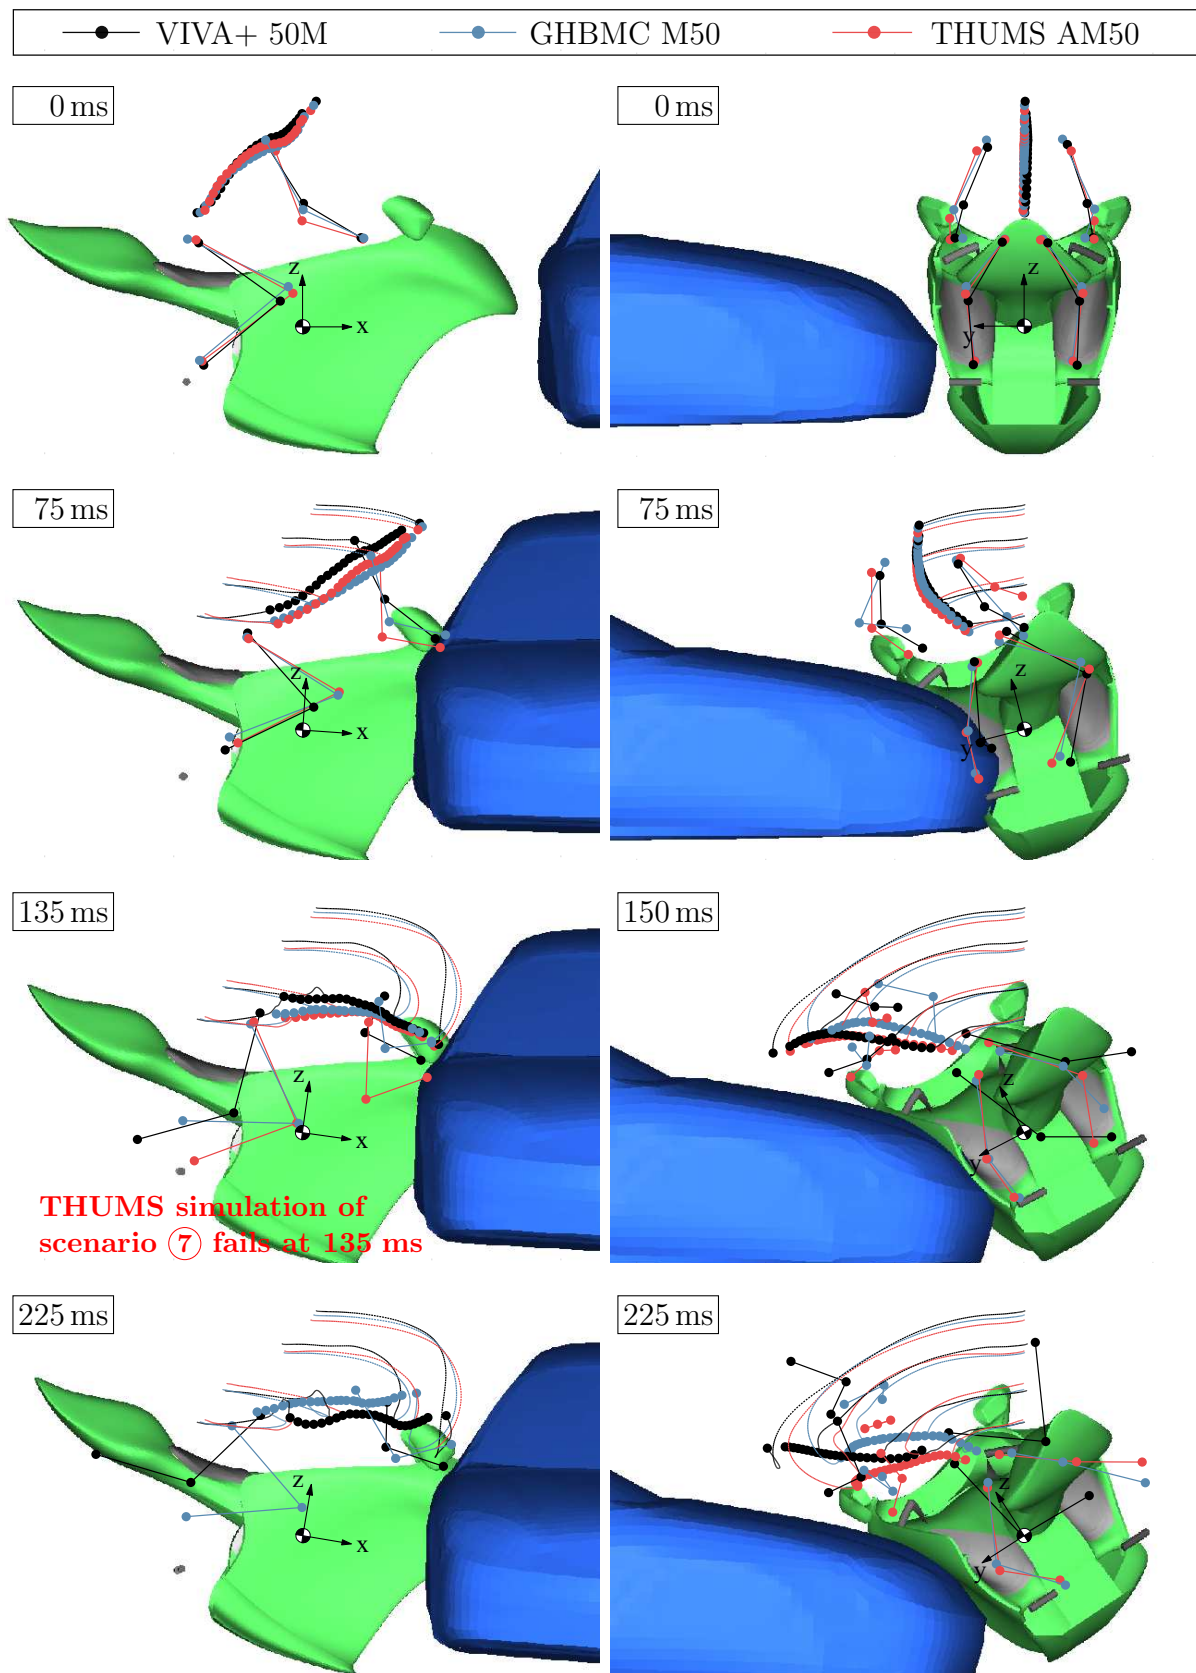 VIVA+ 50M GHBMC M50 THUMS AM50
0 ms 0 ms
z x z y
75 ms 75 ms
z x z y
135 ms 150 ms
z x z y
THUMS simulation of
scenario ⑦ fails at 135 ms
225 ms 225 ms
z x z y